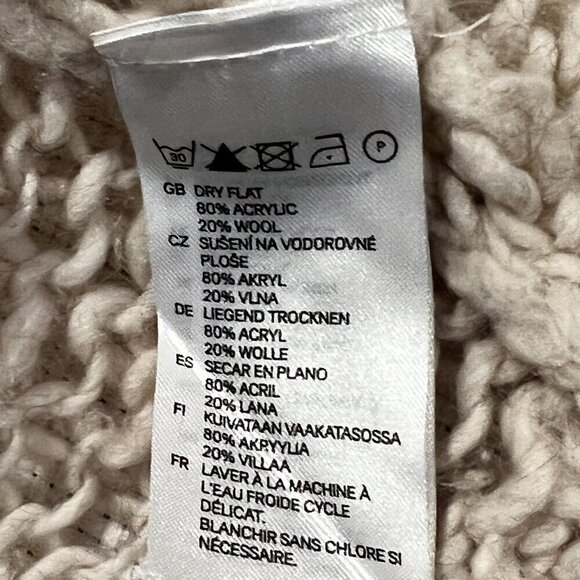 30 P
GB DRY FLAT
80% ACRYLIC
20% WOOL
CZ SUŠENÍ NA VODOROVNÉ
PLOŠE
80% AKRYL
20% VLNA
DE LIEGEND TROCKNEN
80% ACRYL
20% WOLLE
ES SECAR EN PLANO
80% ACRIL
20% LANA
FI KUIVATAAN VAAKATASOSSA
80% AKRYYLIA
20% VILLAA
FR LAVER À LA MACHINE À
L'EAU FROIDE CYCLE
DÉLICAT.
BLANCHIR SANS CHLORE SI
NÉCESSAIRE.